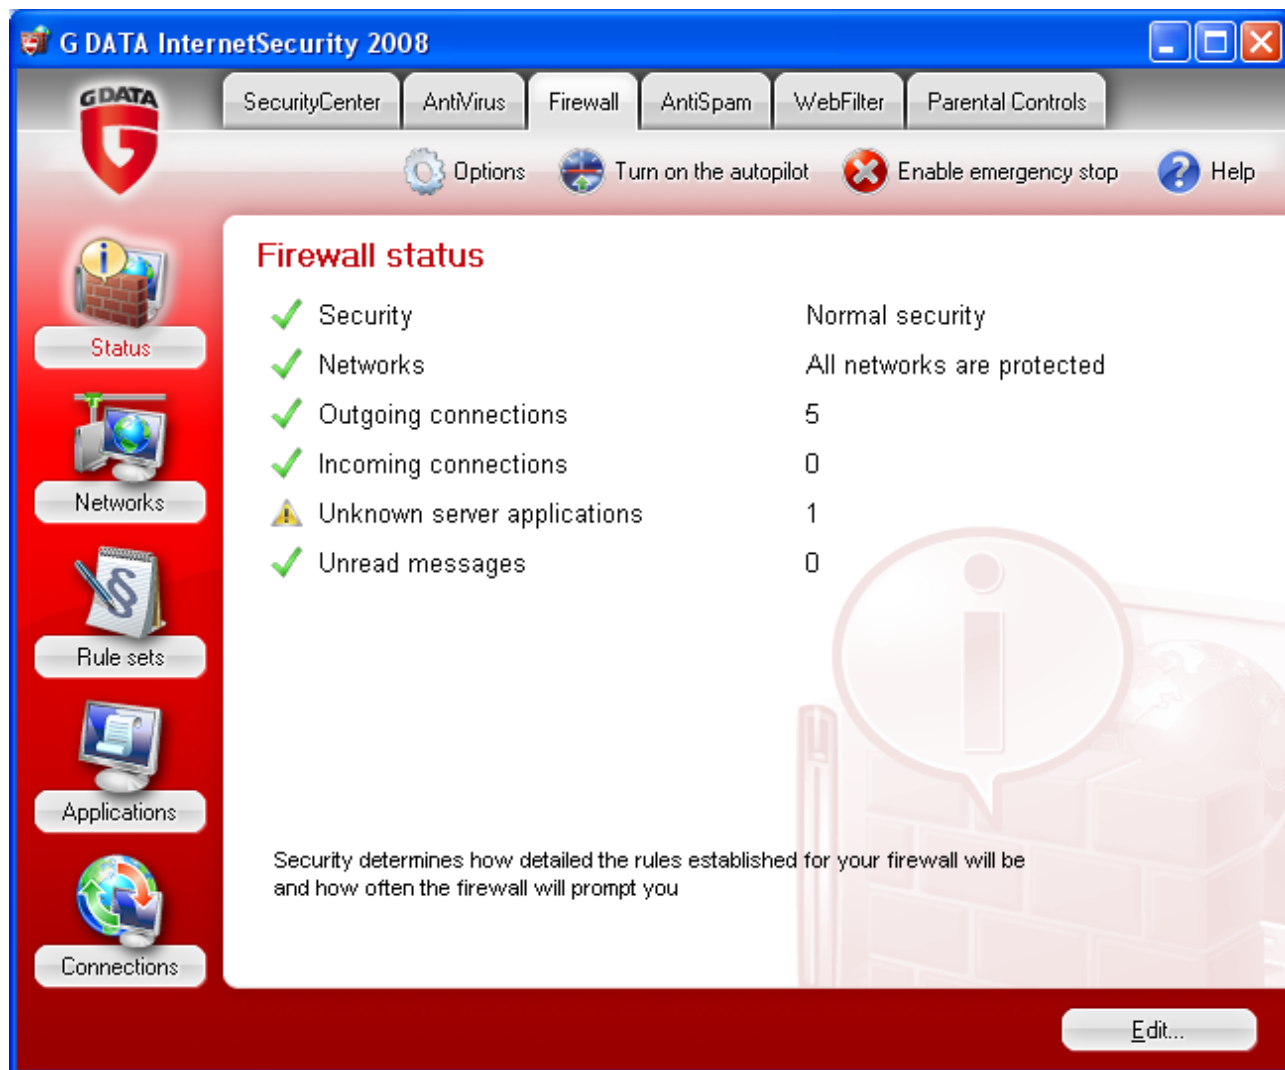 G DATA InternetSecurity 2008
GDATA
SecurityCenter AntiVirus Firewall AntiSpam WebFilter Parental Controls
Options Turn on the autopilot Enable emergency stop Help
Firewall status
Security Normal security
Status
Networks All networks are protected
Outgoing connections 5
Incoming connections 0
Networks
Unknown server applications 1
Unread messages 0
Rule sets
Applications
Security determines how detailed the rules established for your firewall will be
and how often the firewall will prompt you
Connections
Edit...